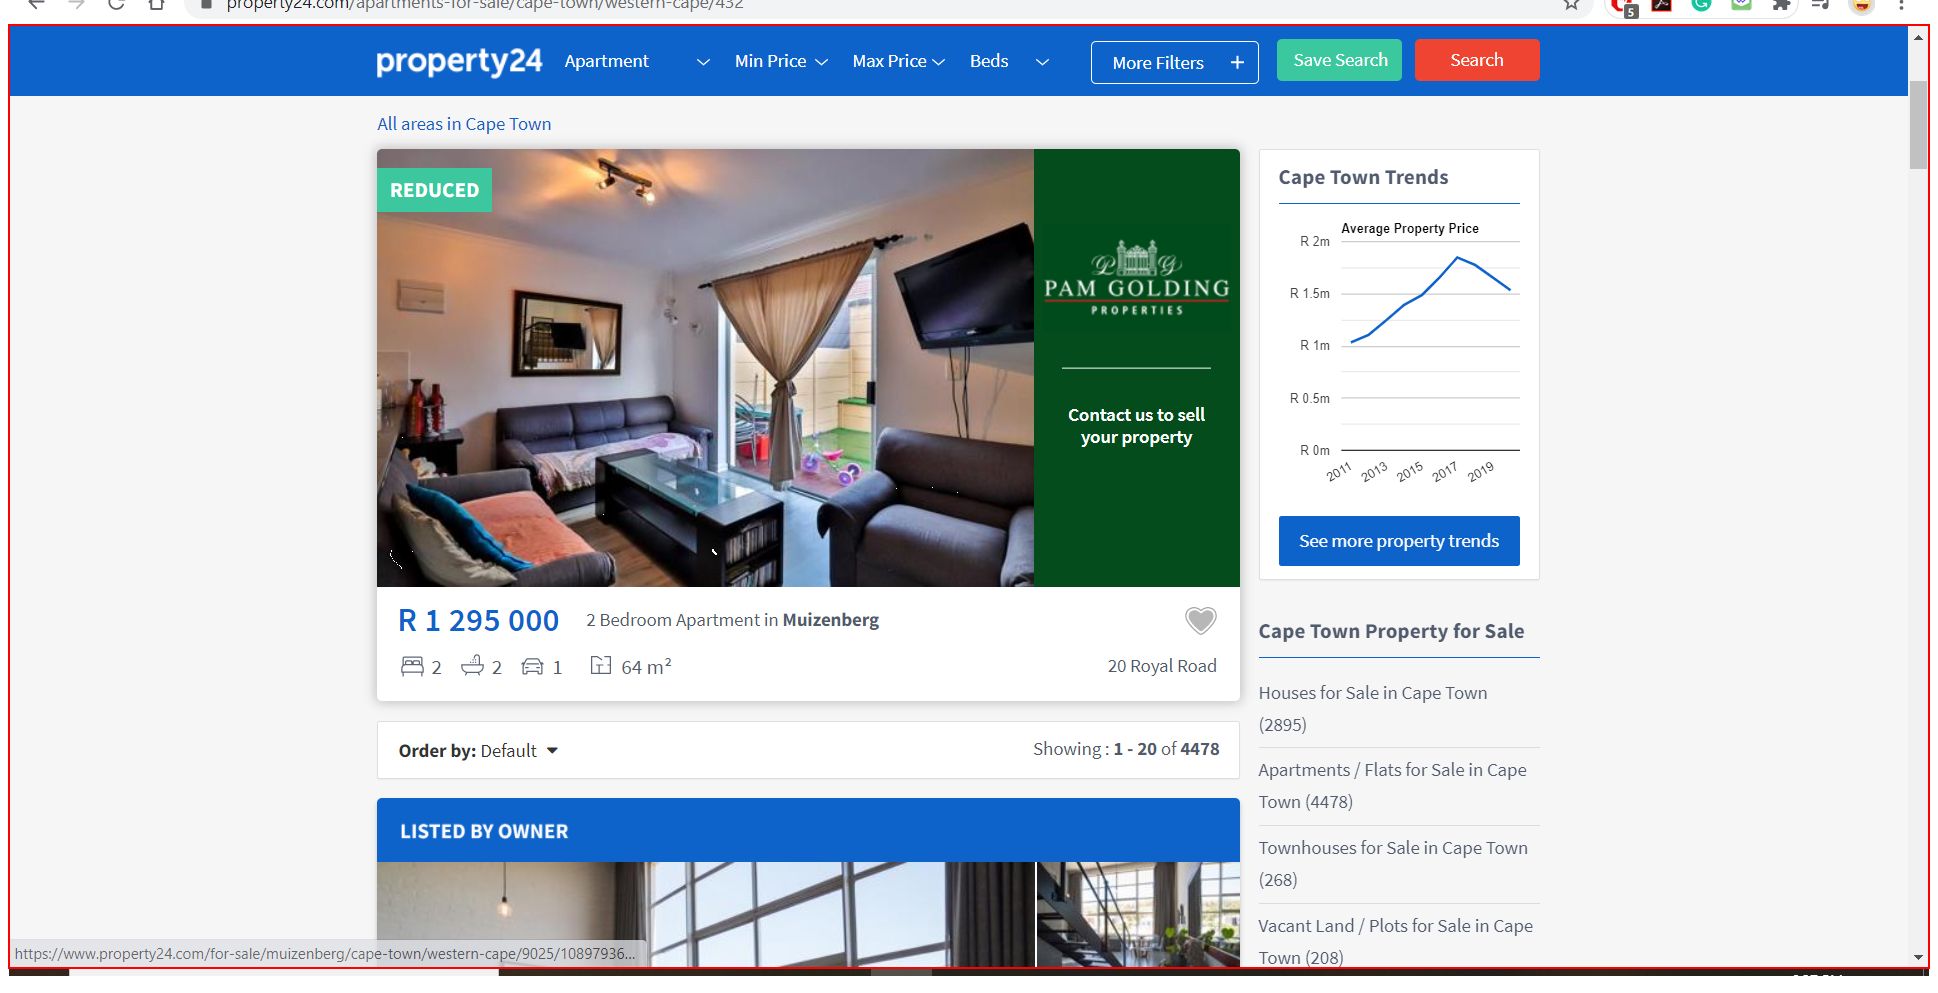 property24.com/apartments-for-sale/cape-town/western-cape/432
5
property24 Apartment Min Price Max Price Beds More Filters + Save Search Search
All areas in Cape Town
REDUCED
PG
PAM GOLDING
PROPERTIES
Contact us to sell
your property
R 1 295 000 2 Bedroom Apartment in Muizenberg
2 2 1 64 m²
20 Royal Road
Order by: Default
Showing : 1 - 20 of 4478
LISTED BY OWNER
Cape Town Trends
Average Property Price
R 2m
R 1.5m
R 1m
R 0.5m
R 0m
2011 2013 2015 2017 2019
See more property trends
Cape Town Property for Sale
Houses for Sale in Cape Town
(2895)
Apartments / Flats for Sale in Cape
Town (4478)
Townhouses for Sale in Cape Town
(268)
Vacant Land / Plots for Sale in Cape
Town (208)
https://www.property24.com/for-sale/muizenberg/cape-town/western-cape/9025/10897936...